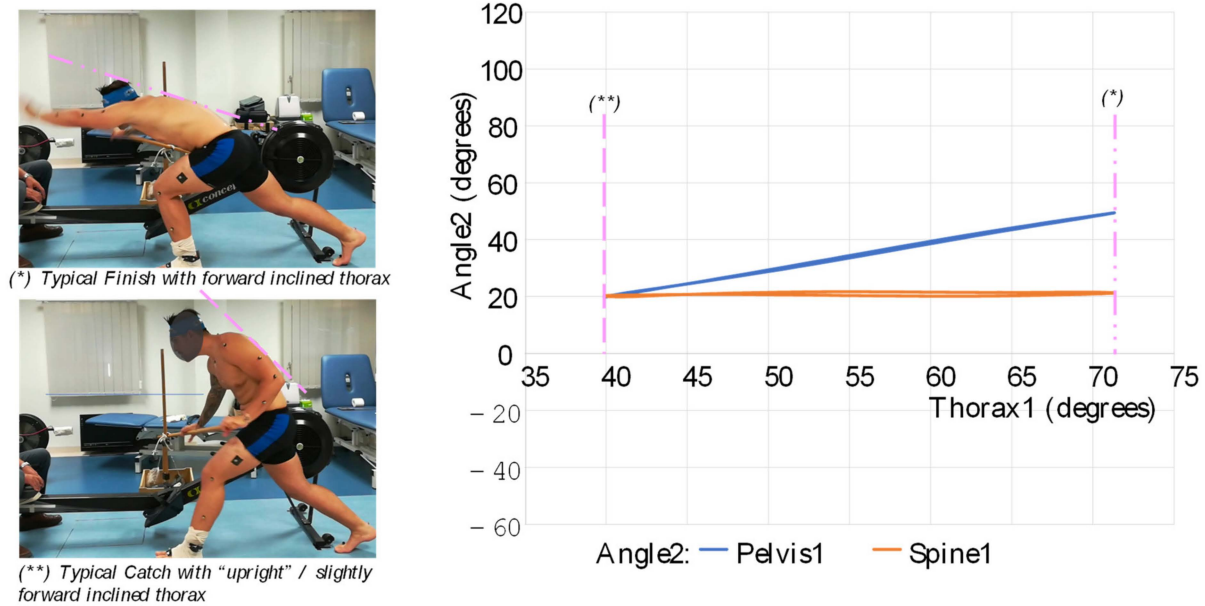 concept
(*) Typical Finish with forward inclined thorax
(**) Typical Catch with “upright” / slightly
forward inclined thorax
120
100
80
60
40
20
0
– 20
– 40
– 60
Angle2 (degrees)
(**)
(*)
35 40 45 50 55 60 65 70 75
Thorax1 (degrees)
Angle2: Pelvis1 Spine1